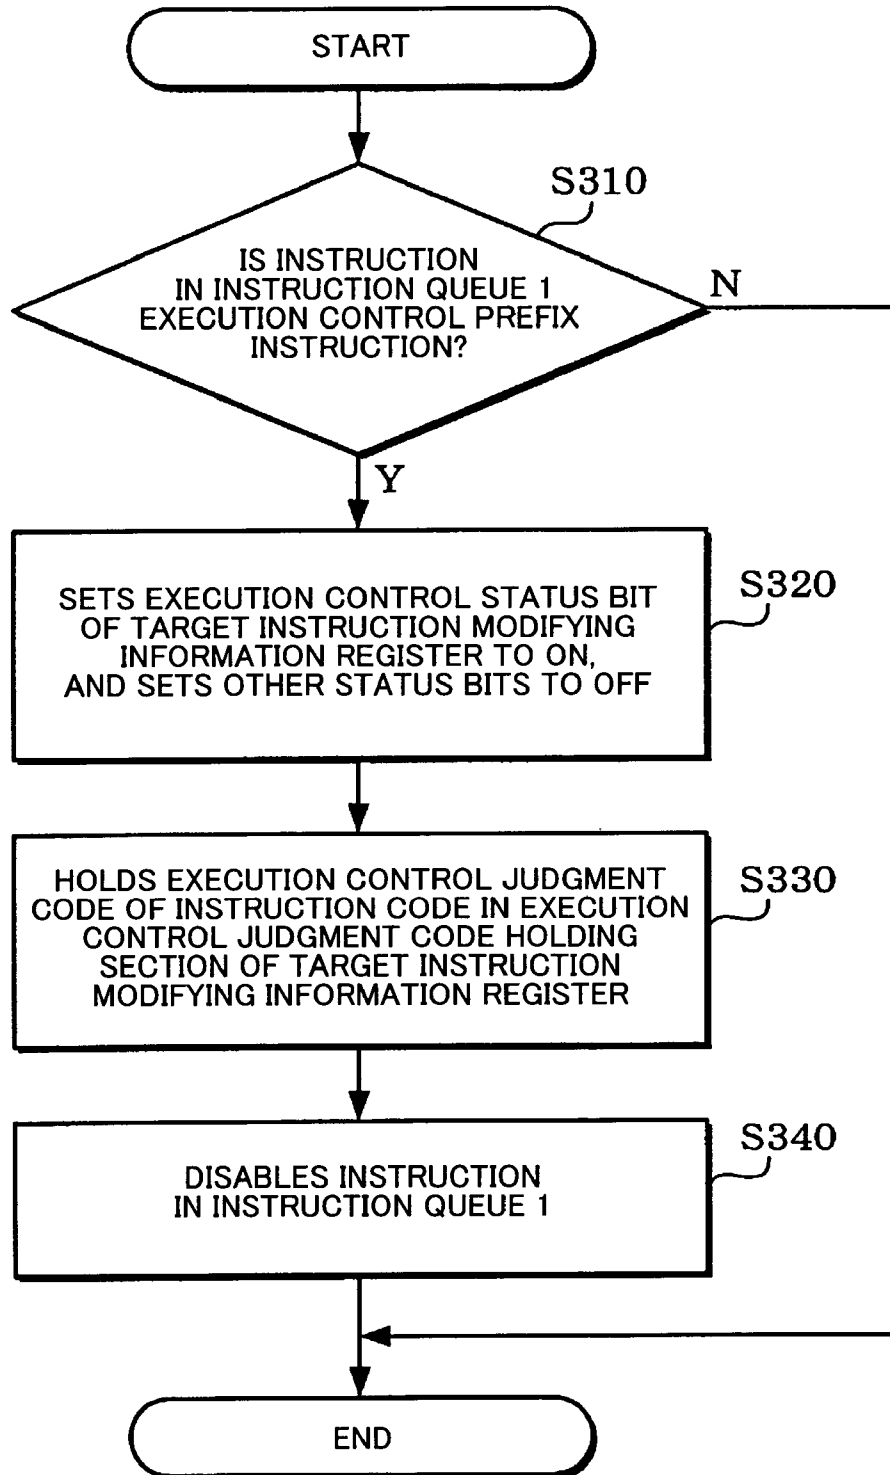 START
S310
IS INSTRUCTION
IN INSTRUCTION QUEUE 1
EXECUTION CONTROL PREFIX
INSTRUCTION?
N
Y
SETS EXECUTION CONTROL STATUS BIT
OF TARGET INSTRUCTION MODIFYING
INFORMATION REGISTER TO ON,
AND SETS OTHER STATUS BITS TO OFF
S320
HOLDS EXECUTION CONTROL JUDGMENT
CODE OF INSTRUCTION CODE IN EXECUTION
CONTROL JUDGMENT CODE HOLDING
SECTION OF TARGET INSTRUCTION
MODIFYING INFORMATION REGISTER
S330
DISABLES INSTRUCTION
IN INSTRUCTION QUEUE 1
S340
END